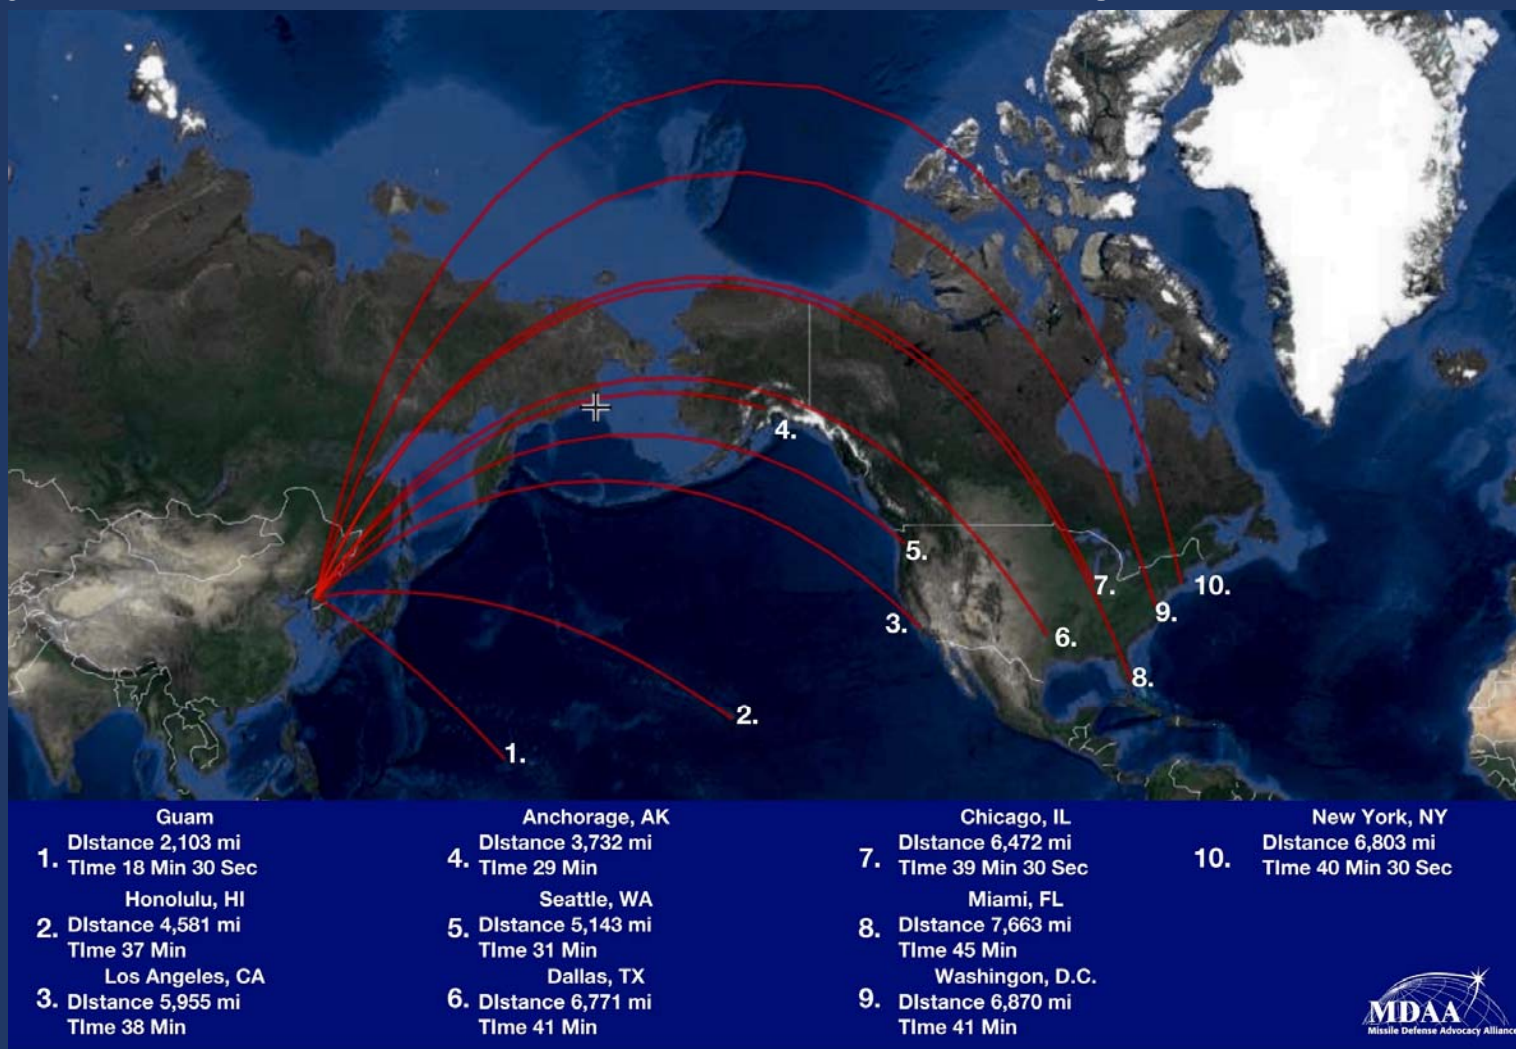 4.
5.
7.
10.
9.
3.
6.
8.
2.
1.
Guam
1. DIstance 2,103 mi
TIme 18 Min 30 Sec
Honolulu, HI
2. DIstance 4,581 mi
TIme 37 Min
Los Angeles, CA
3. DIstance 5,955 mi
TIme 38 Min
Anchorage, AK
4. DIstance 3,732 mi
TIme 29 Min
Seattle, WA
5. DIstance 5,143 mi
TIme 31 Min
Dallas, TX
6. DIstance 6,771 mi
TIme 41 Min
Chicago, IL
7. DIstance 6,472 mi
TIme 39 Min 30 Sec
Miami, FL
8. DIstance 7,663 mi
TIme 45 Min
Washingon, D.C.
9. DIstance 6,870 mi
TIme 41 Min
New York, NY
10. DIstance 6,803 mi
TIme 40 Min 30 Sec
MDAA
Missile Defense Advocacy Alliance